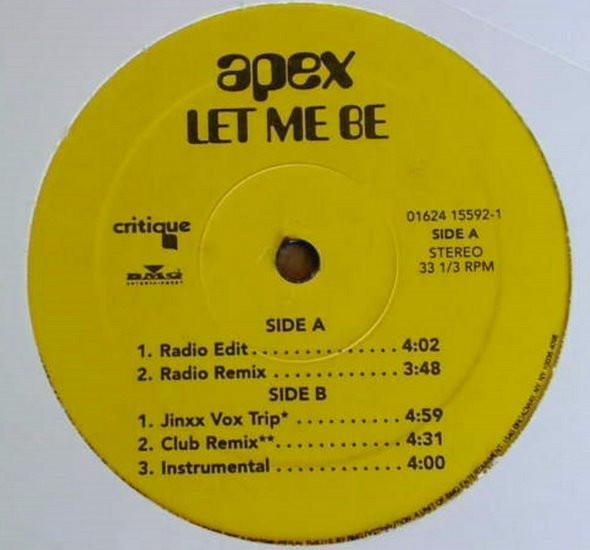 apex
LET ME BE
critique
BMG
ENTERTAINMENT
01624 15592-1
SIDE A
STEREO
33 1/3 RPM
SIDE A
1. Radio Edit.............. 4:02
2. Radio Remix ............. 3:48
SIDE B
1. Jinxx Vox Trip* .......... 4:59
2. Club Remix**............ 4:31
3. Instrumental ............ 4:00